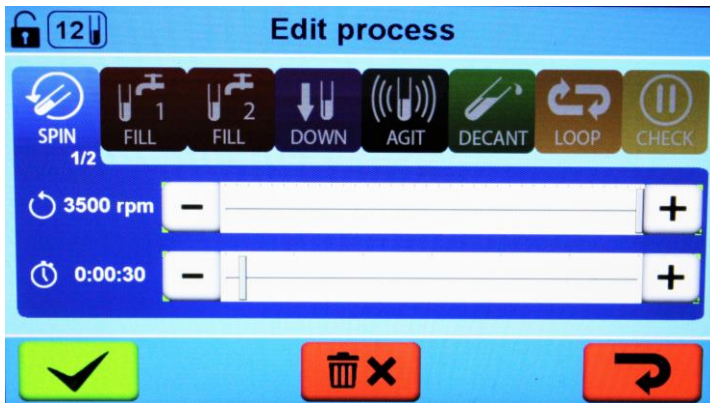 12
Edit process
SPIN
1/2
1
FILL
2
FILL
DOWN
AGIT
DECANT
LOOP
CHECK
3500 rpm
- +
0:00:30
- +